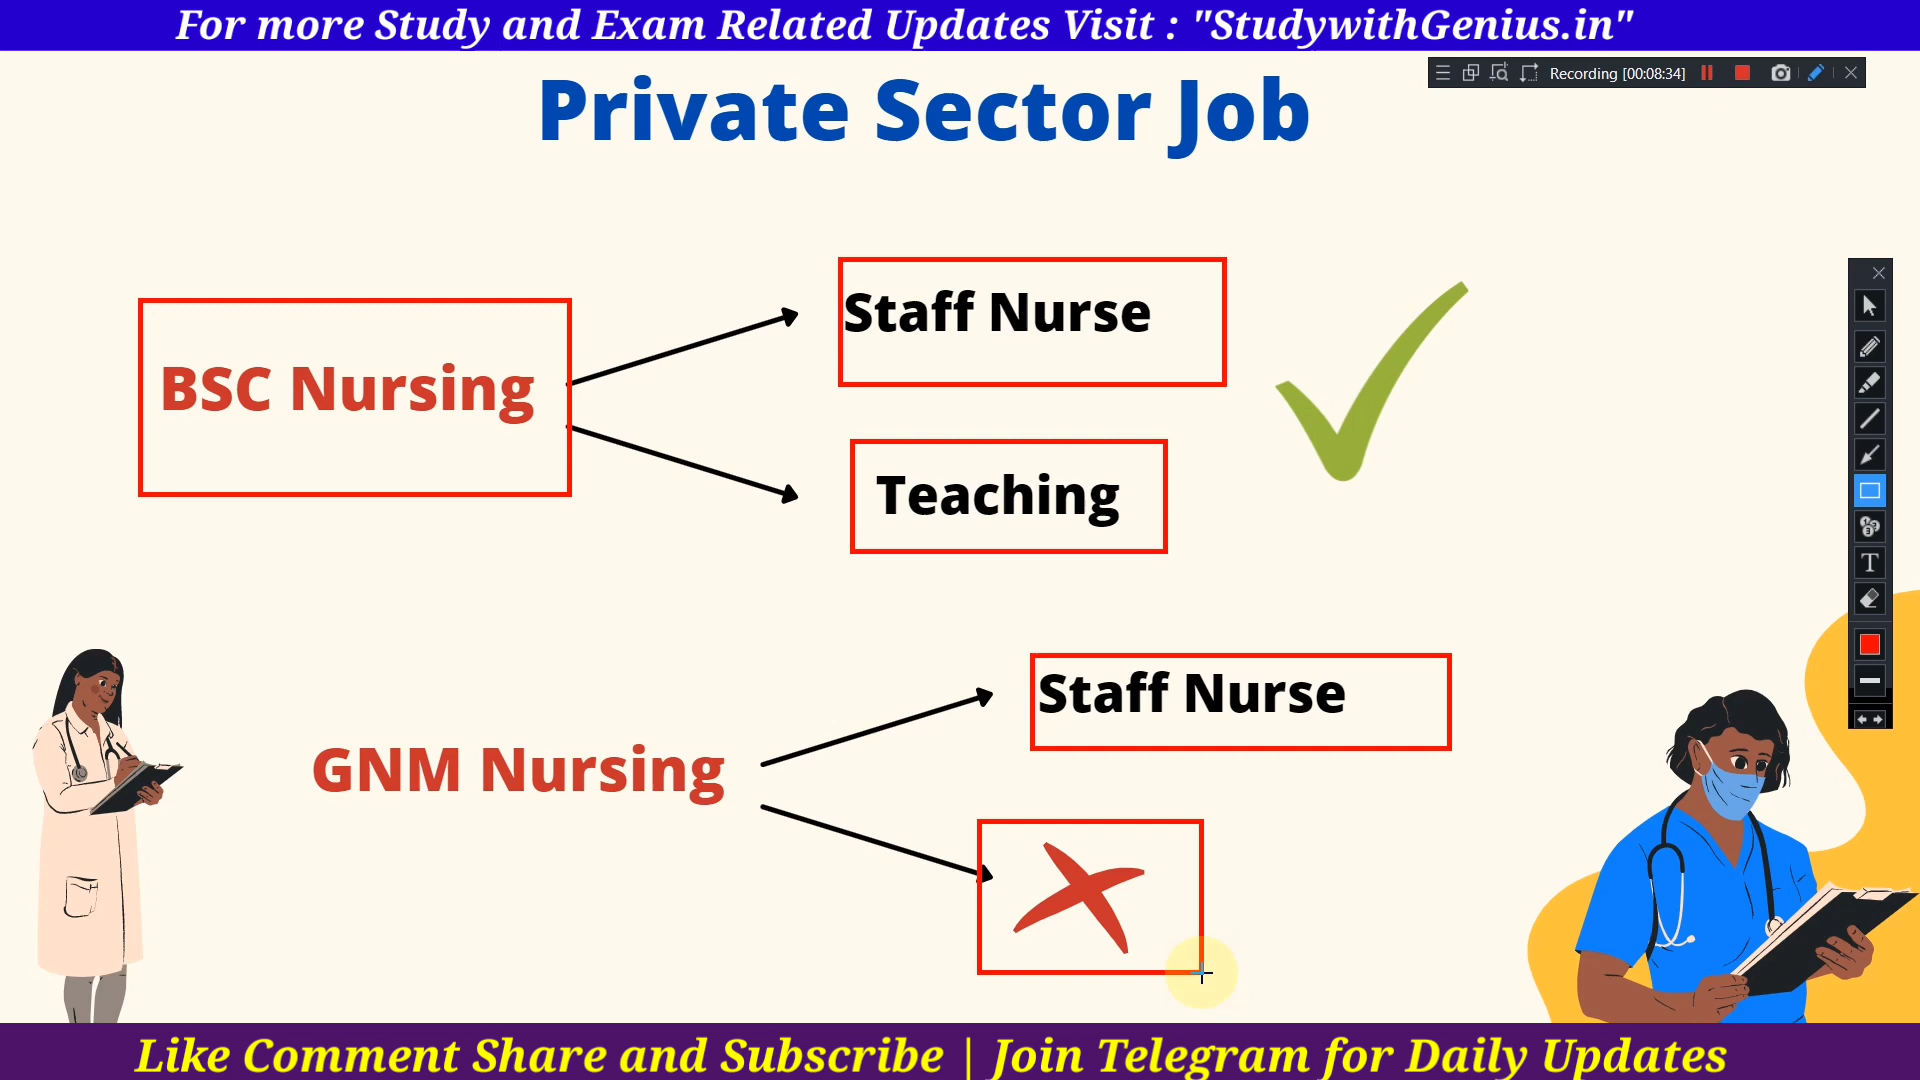 For more Study and Exam Related Updates Visit : "StudywithGenius.in"
Recording [00:08:34]
Private Sector Job
Staff Nurse
BSC Nursing
Teaching
Staff Nurse
GNM Nursing
Like Comment Share and Subscribe | Join Telegram for Daily Updates